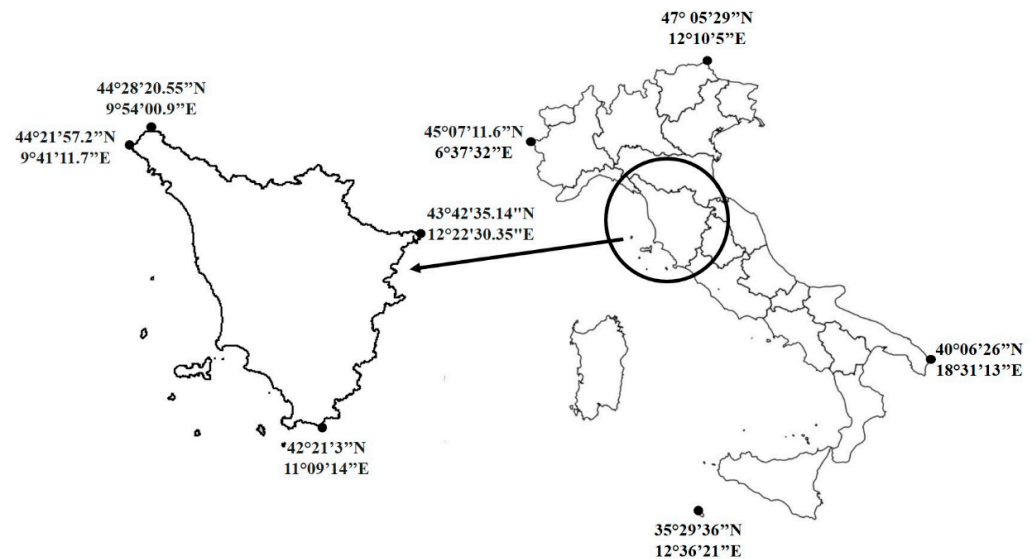 47° 05’29”N
12°10’5”E
44°28’20.55”N
9°54’00.9”E
44°21’57.2”N
9°41’11.7”E
45°07’11.6”N
6°37’32”E
43°42'35.14"N
12°22'30.35"E
40°06’26”N
18°31’13”E
42°21’3”N
11°09’14”E
35°29’36”N
12°36’21”E